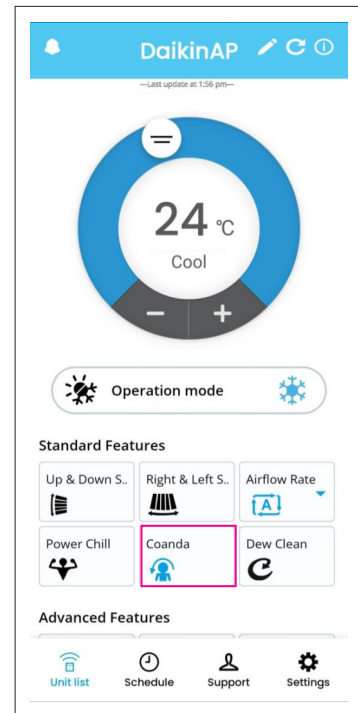 DaikinAP
---Last update at 1:56 pm---
24 °C
Cool
Operation mode
Standard Features
Up & Down S..
Right & Left S..
Airflow Rate
A
Power Chill
Coanda
Dew Clean
Advanced Features
Unit list
Schedule
Support
Settings